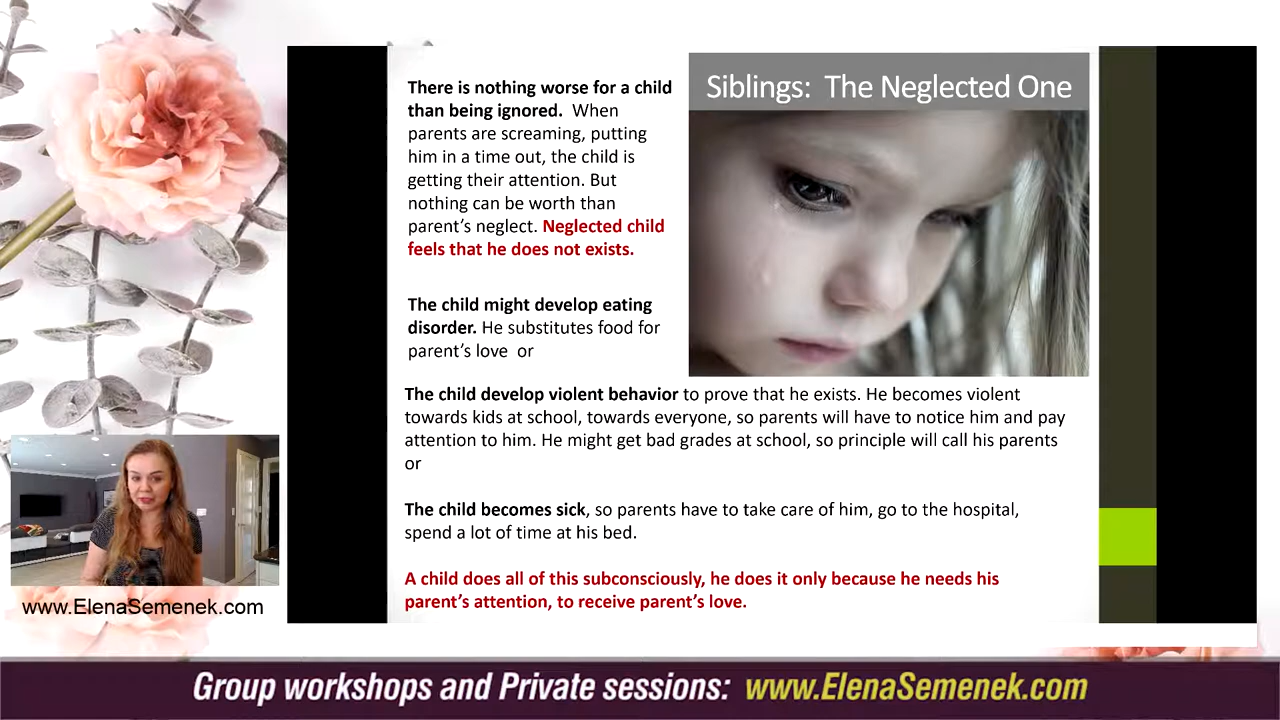 Siblings: The Neglected One
There is nothing worse for a child
than being ignored. When
parents are screaming, putting
him in a time out, the child is
getting their attention. But
nothing can be worth than
parent's neglect. Neglected child
feels that he does not exists.
The child might develop eating
disorder. He substitutes food for
parent's love or
The child develop violent behavior to prove that he exists. He becomes violent
towards kids at school, towards everyone, so parents will have to notice him and pay
attention to him. He might get bad grades at school, so principle will call his parents
or
The child becomes sick, so parents have to take care of him, go to the hospital,
spend a lot of time at his bed.
A child does all of this subconsciously, he does it only because he needs his
parent's attention, to receive parent's love.
www.ElenaSemenek.com
Group workshops and Private sessions: www.ElenaSemenek.com